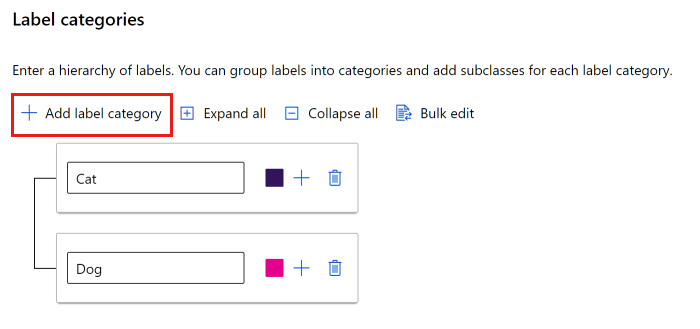 Label categories
Enter a hierarchy of labels. You can group labels into categories and add subclasses for each label category.
Add label category Expand all Collapse all Bulk edit
Cat
Dog